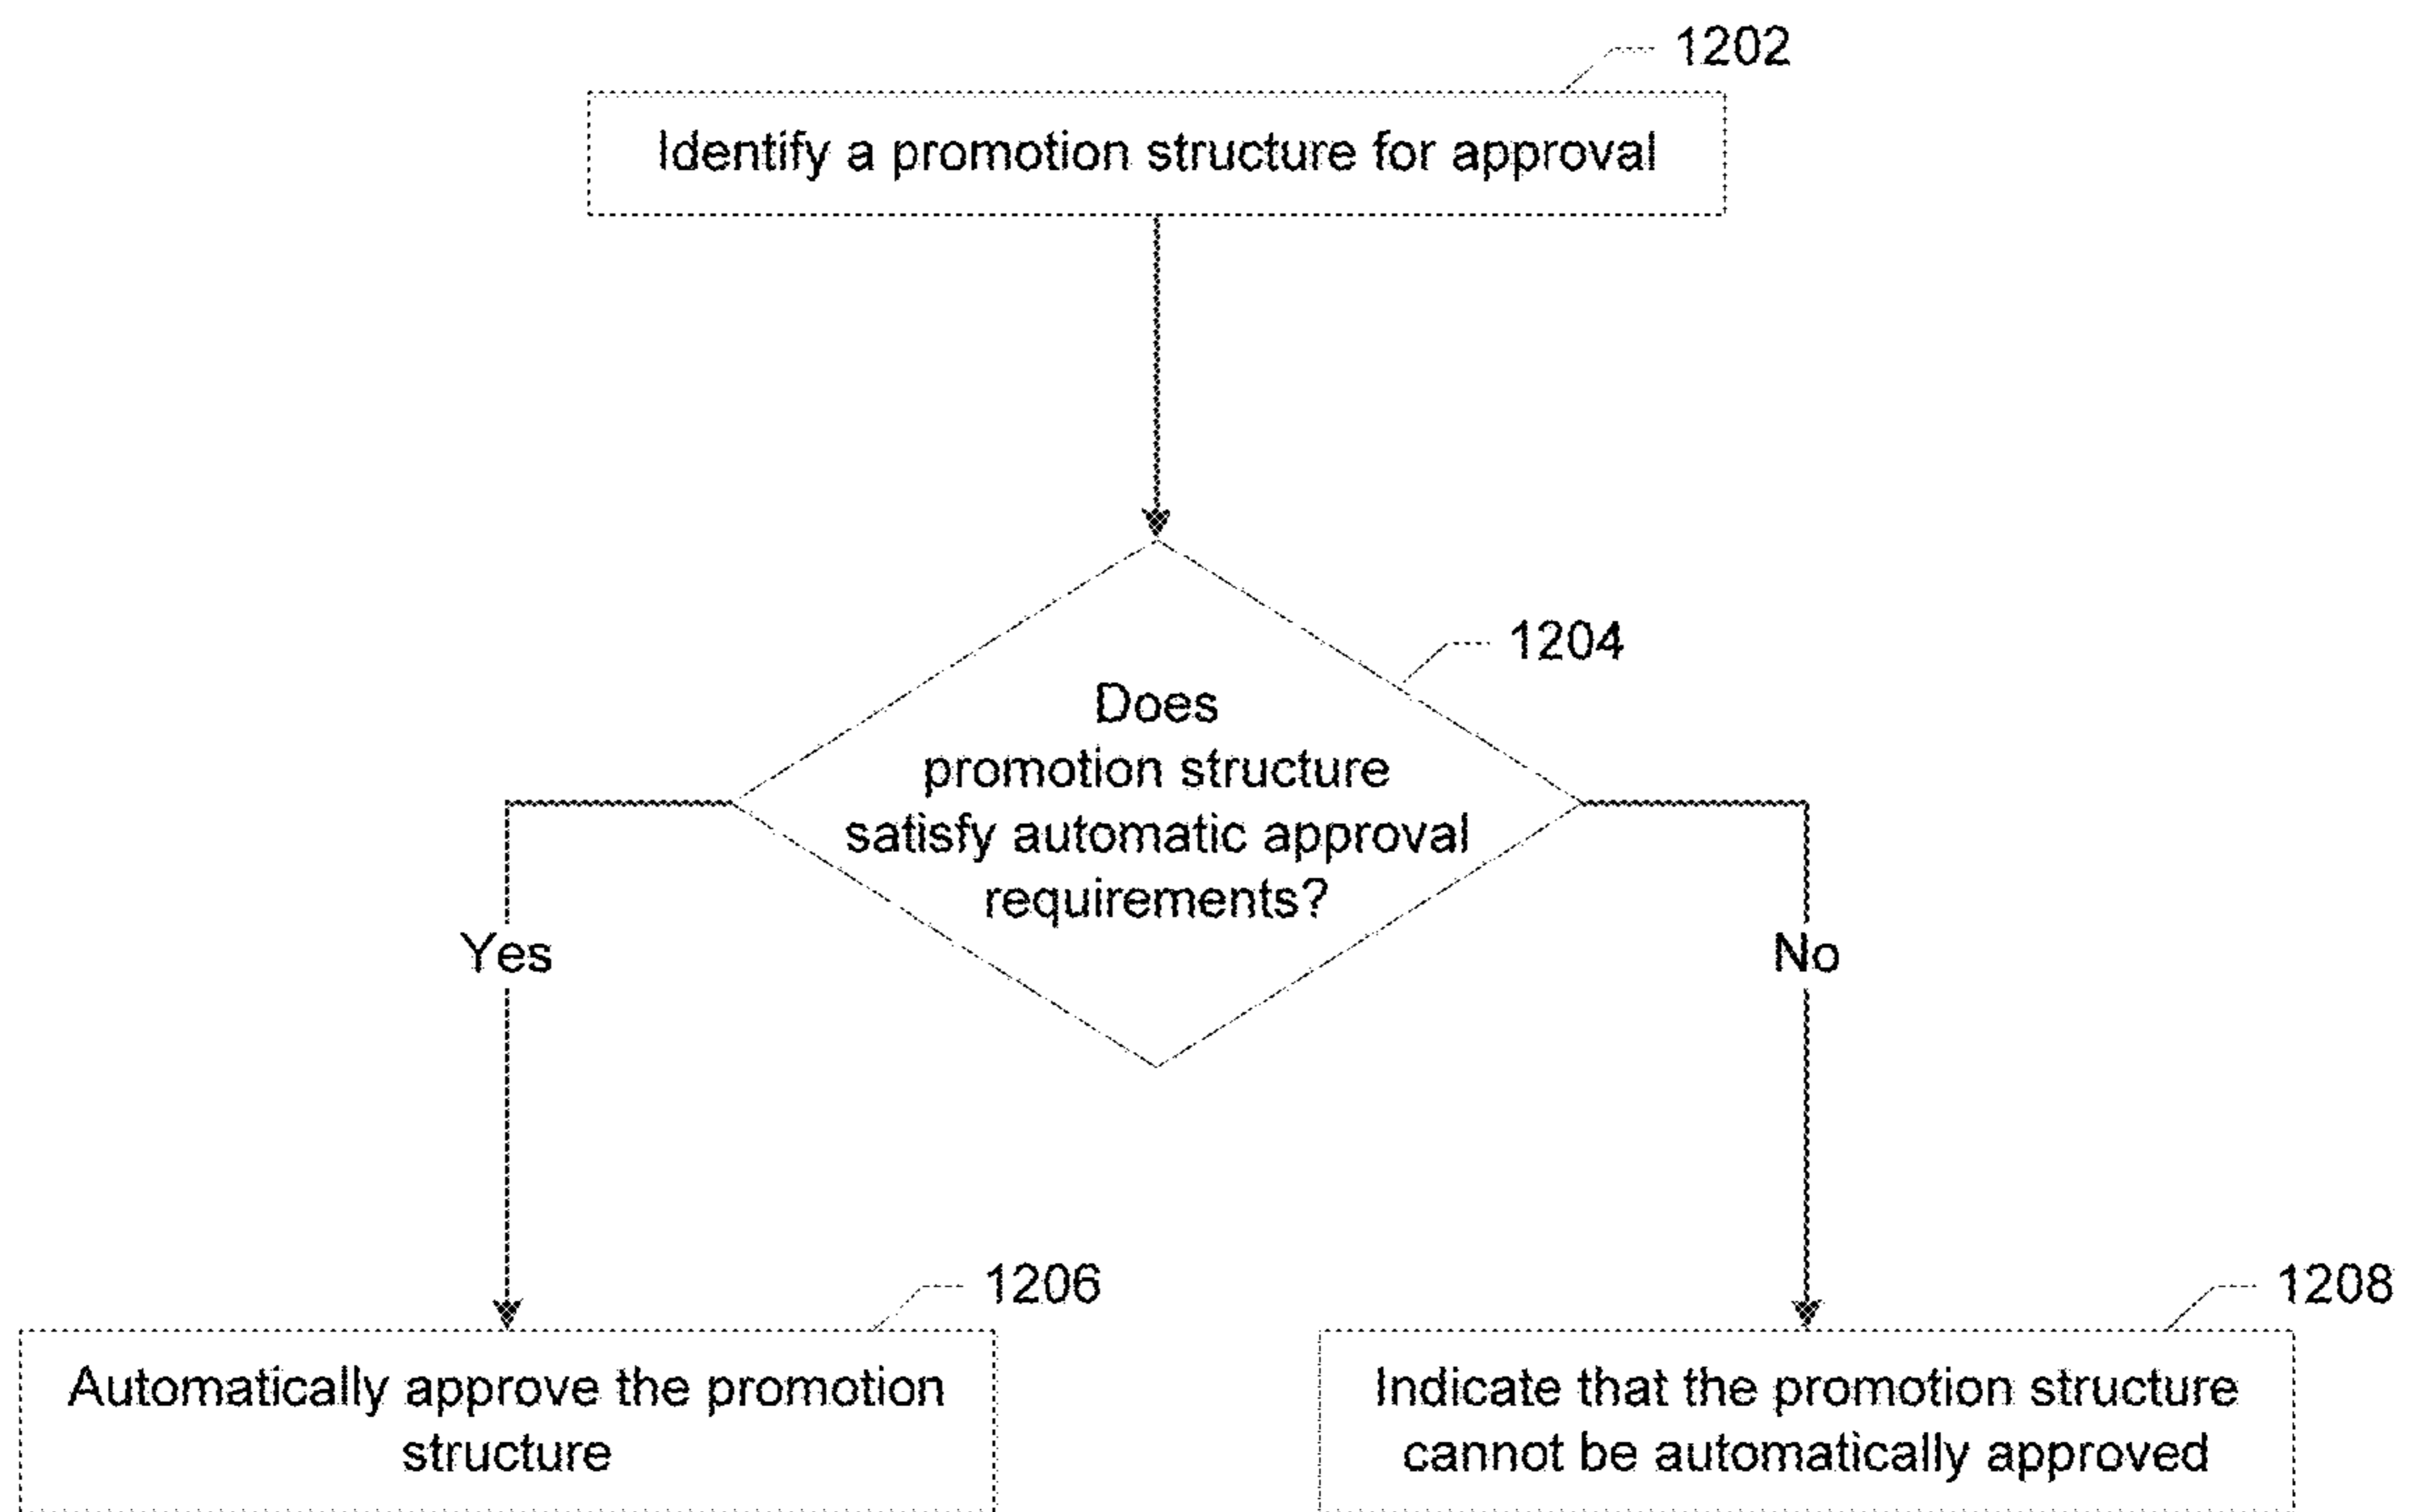 1202
Identify a promotion structure for approval
1204
Does
promotion structure
satisfy automatic approval
requirements?
Yes
No
1206
1208
Automatically approve the promotion
structure
Indicate that the promotion structure
cannot be automatically approved